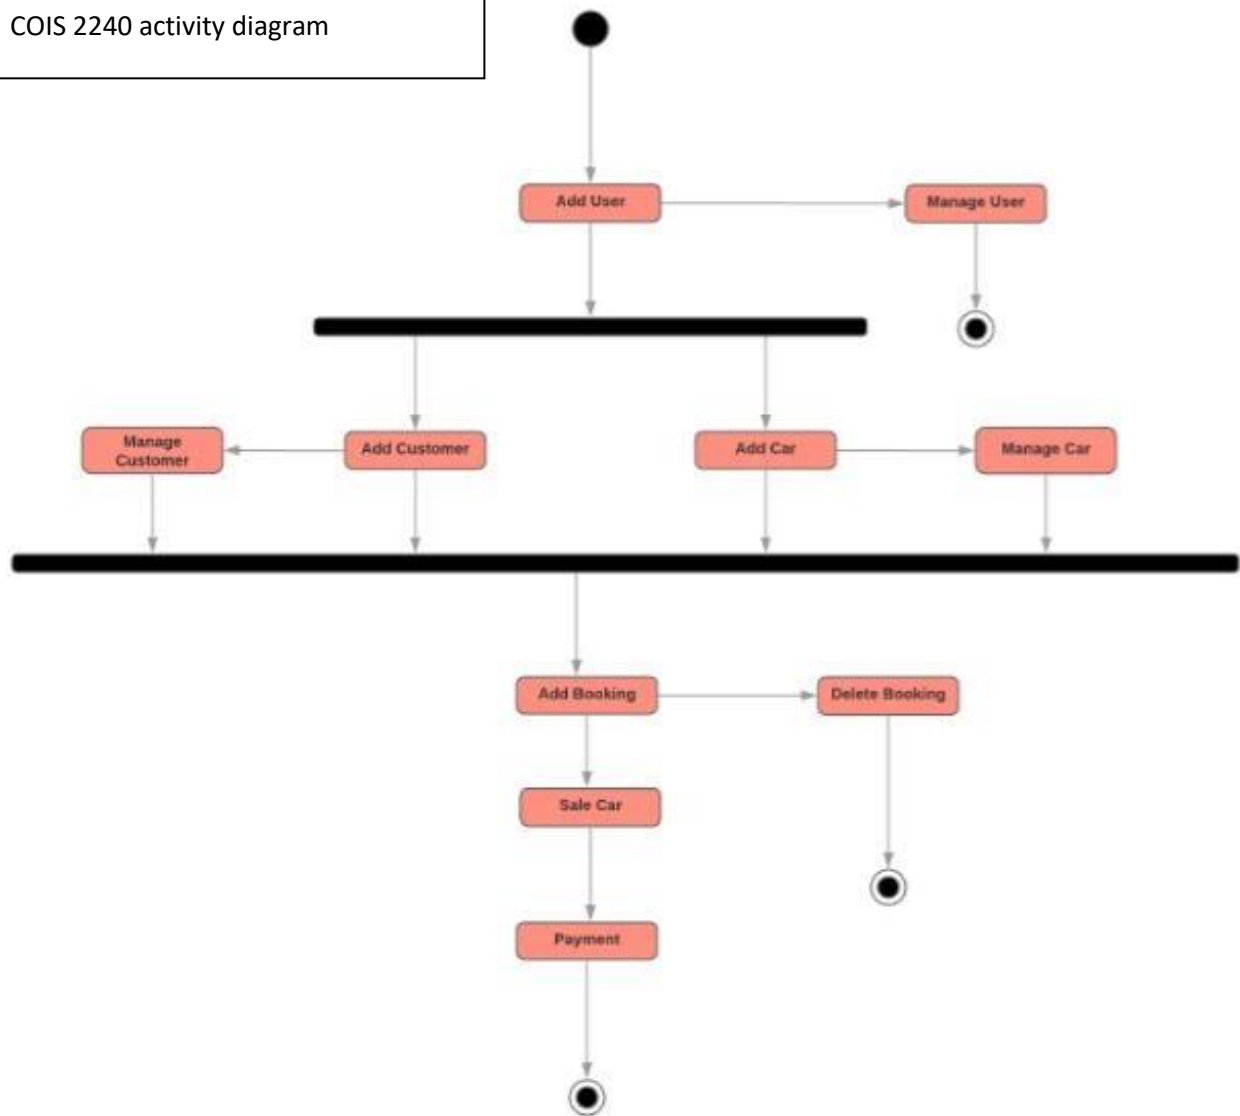 COIS 2240 activity diagram
Add User
Manage User
Manage
Customer
Add Customer
Add Car
Manage Car
Add Booking
Delete Booking
Sale Car
Payment